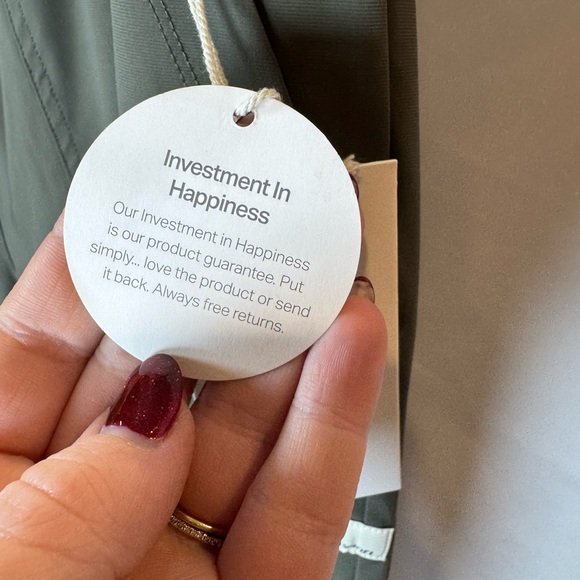 Investment In
Happiness
Our Investment in Happiness
is our product guarantee. Put
simply... love the product or send
it back. Always free returns.